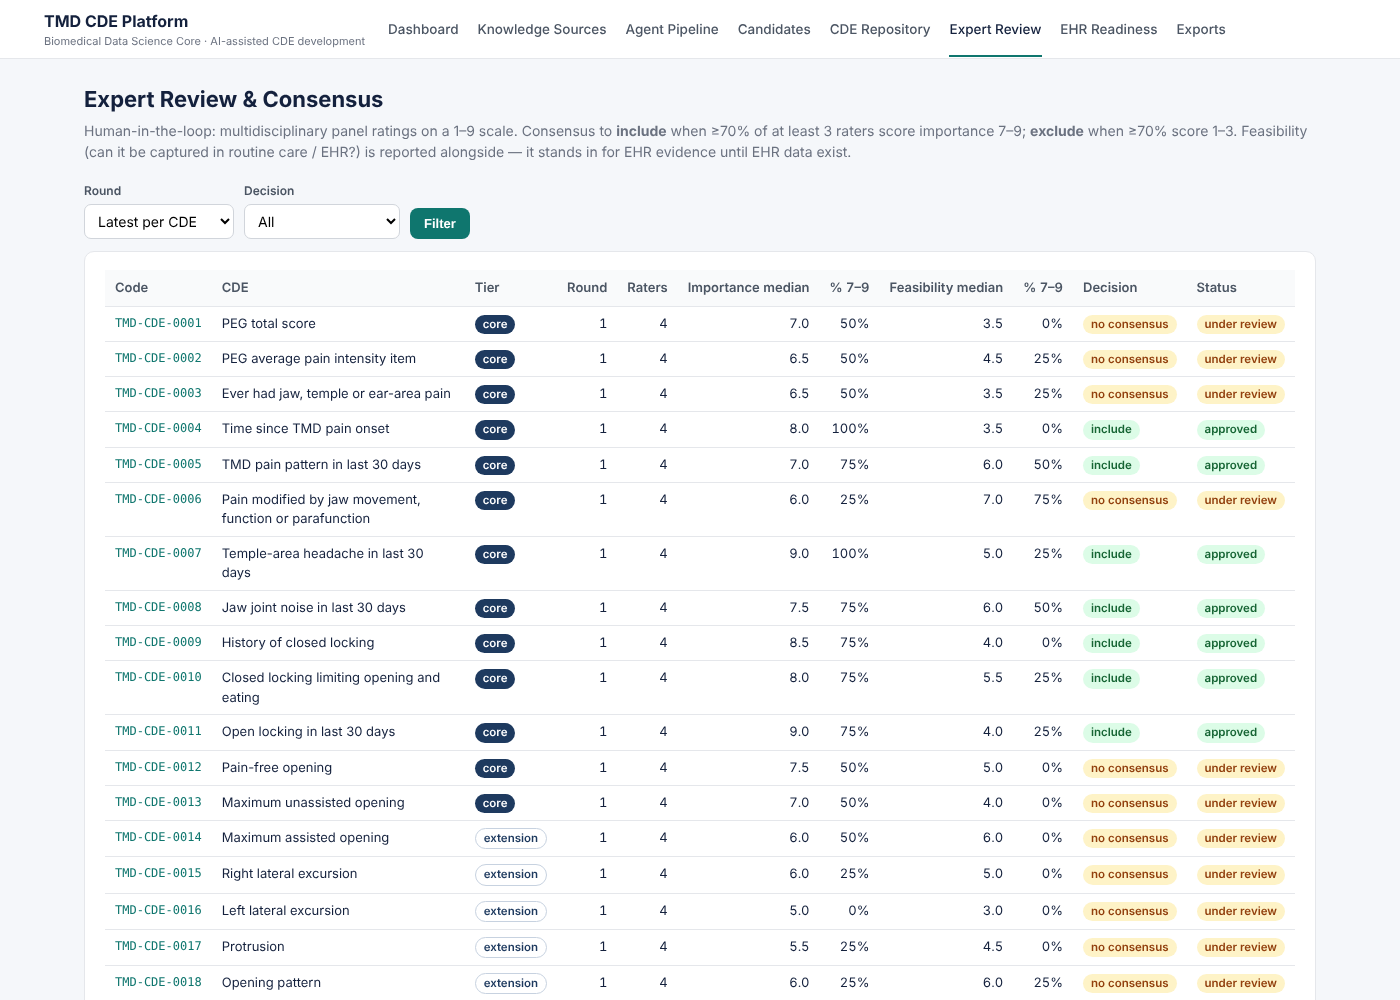 TMD CDE Platform
Biomedical Data Science Core · AI-assisted CDE development
Dashboard Knowledge Sources Agent Pipeline Candidates CDE Repository Expert Review EHR Readiness Exports
Expert Review & Consensus
Human-in-the-loop: multidisciplinary panel ratings on a 1–9 scale. Consensus to include when ≥70% of at least 3 raters score importance 7–9; exclude when ≥70% score 1–3. Feasibility
(can it be captured in routine care / EHR?) is reported alongside — it stands in for EHR evidence until EHR data exist.
Round Decision
Latest per CDE All Filter
Code CDE Tier Round Raters Importance median % 7–9 Feasibility median % 7–9 Decision Status
TMD-CDE-0001 PEG total score core 1 4 7.0 50% 3.5 0% no consensus under review
TMD-CDE-0002 PEG average pain intensity item core 1 4 6.5 50% 4.5 25% no consensus under review
TMD-CDE-0003 Ever had jaw, temple or ear-area pain core 1 4 6.5 50% 3.5 25% no consensus under review
TMD-CDE-0004 Time since TMD pain onset core 1 4 8.0 100% 3.5 0% include approved
TMD-CDE-0005 TMD pain pattern in last 30 days core 1 4 7.0 75% 6.0 50% include approved
TMD-CDE-0006 Pain modified by jaw movement, core 1 4 6.0 25% 7.0 75% no consensus under review
function or parafunction
TMD-CDE-0007 Temple-area headache in last 30 core 1 4 9.0 100% 5.0 25% include approved
days
TMD-CDE-0008 Jaw joint noise in last 30 days core 1 4 7.5 75% 6.0 50% include approved
TMD-CDE-0009 History of closed locking core 1 4 8.5 75% 4.0 0% include approved
TMD-CDE-0010 Closed locking limiting opening and core 1 4 8.0 75% 5.5 25% include approved
eating
TMD-CDE-0011 Open locking in last 30 days core 1 4 9.0 75% 4.0 25% include approved
TMD-CDE-0012 Pain-free opening core 1 4 7.5 50% 5.0 0% no consensus under review
TMD-CDE-0013 Maximum unassisted opening core 1 4 7.0 50% 4.0 0% no consensus under review
TMD-CDE-0014 Maximum assisted opening extension 1 4 6.0 50% 6.0 0% no consensus under review
TMD-CDE-0015 Right lateral excursion extension 1 4 6.0 25% 5.0 0% no consensus under review
TMD-CDE-0016 Left lateral excursion extension 1 4 5.0 0% 3.0 0% no consensus under review
TMD-CDE-0017 Protrusion extension 1 4 5.5 25% 4.5 0% no consensus under review
TMD-CDE-0018 Opening pattern extension 1 4 6.0 25% 6.0 25% no consensus under review